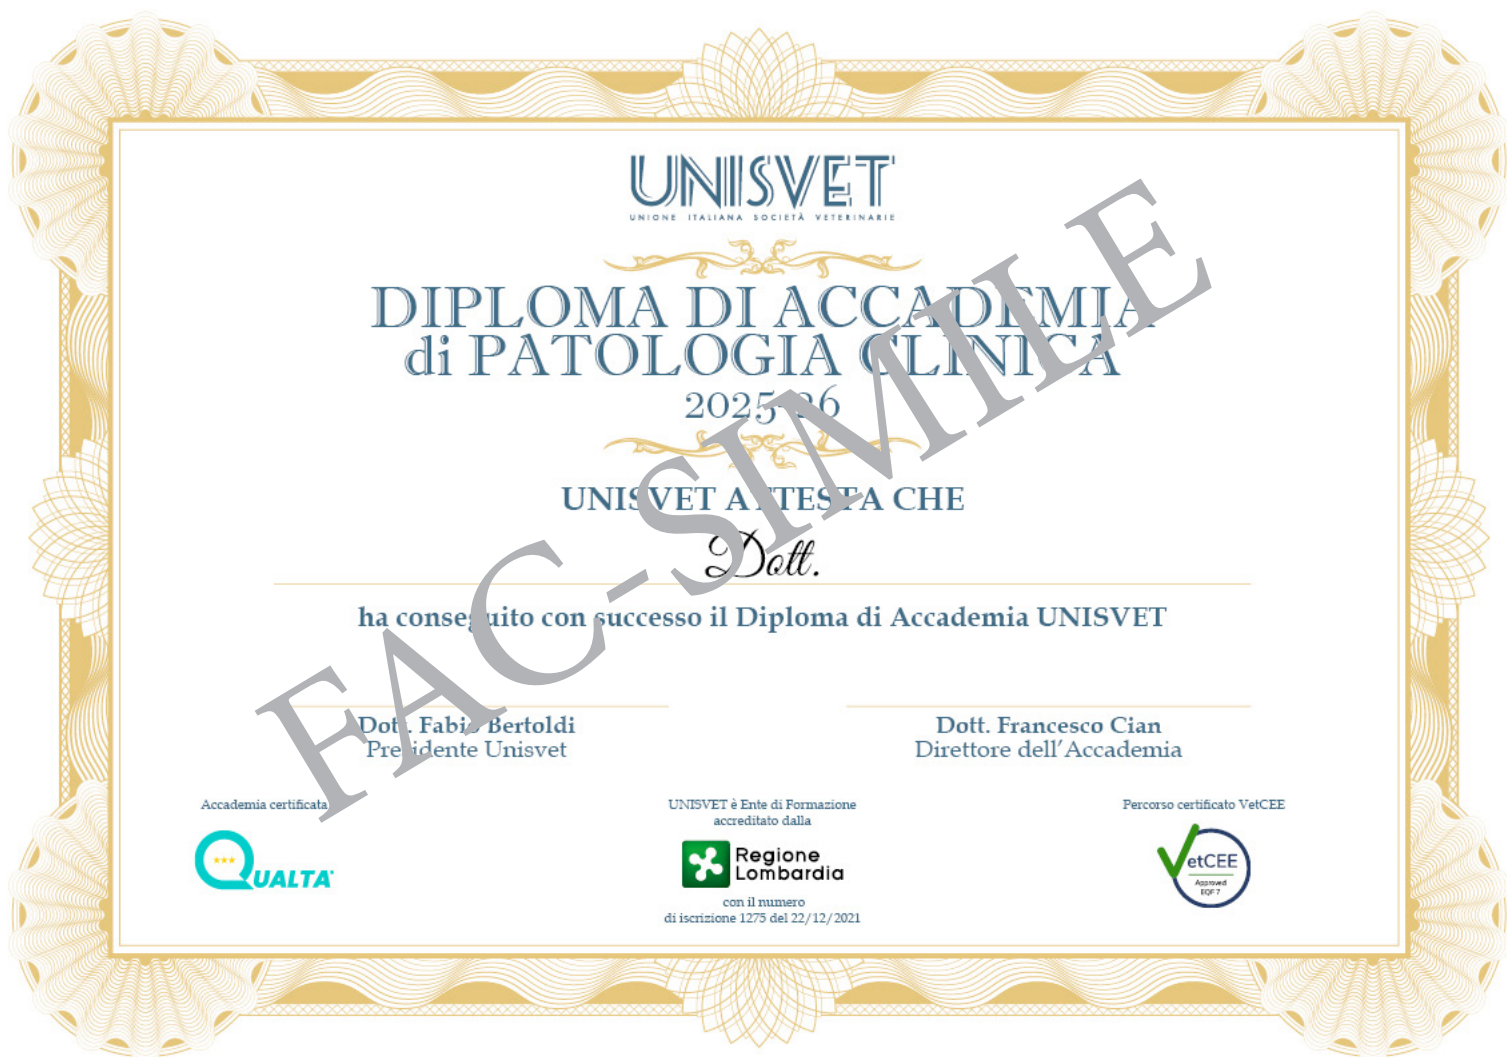 UNISVET
UNIONE ITALIANA SOCIETÀ VETERINARIE
DIPLOMA DI ACCADEMIA
di PATOLOGIA CLINICA
2025-26
UNISVET ATTESTA CHE
Dott.
ha conseguito con successo il Diploma di Accademia UNISVET
FAC-SIMILE
Dott. Fabio Bertoldi
Presidente Unisvet
Dott. Francesco Cian
Direttore dell'Accademia
Accademia certificata
QUALTA
UNISVET è Ente di Formazione
accreditato dalla
Regione
Lombardia
con il numero
di iscrizione 1275 del 22/12/2021
Percorso certificato VetCEE
VetCEE
Approved
EQF 7